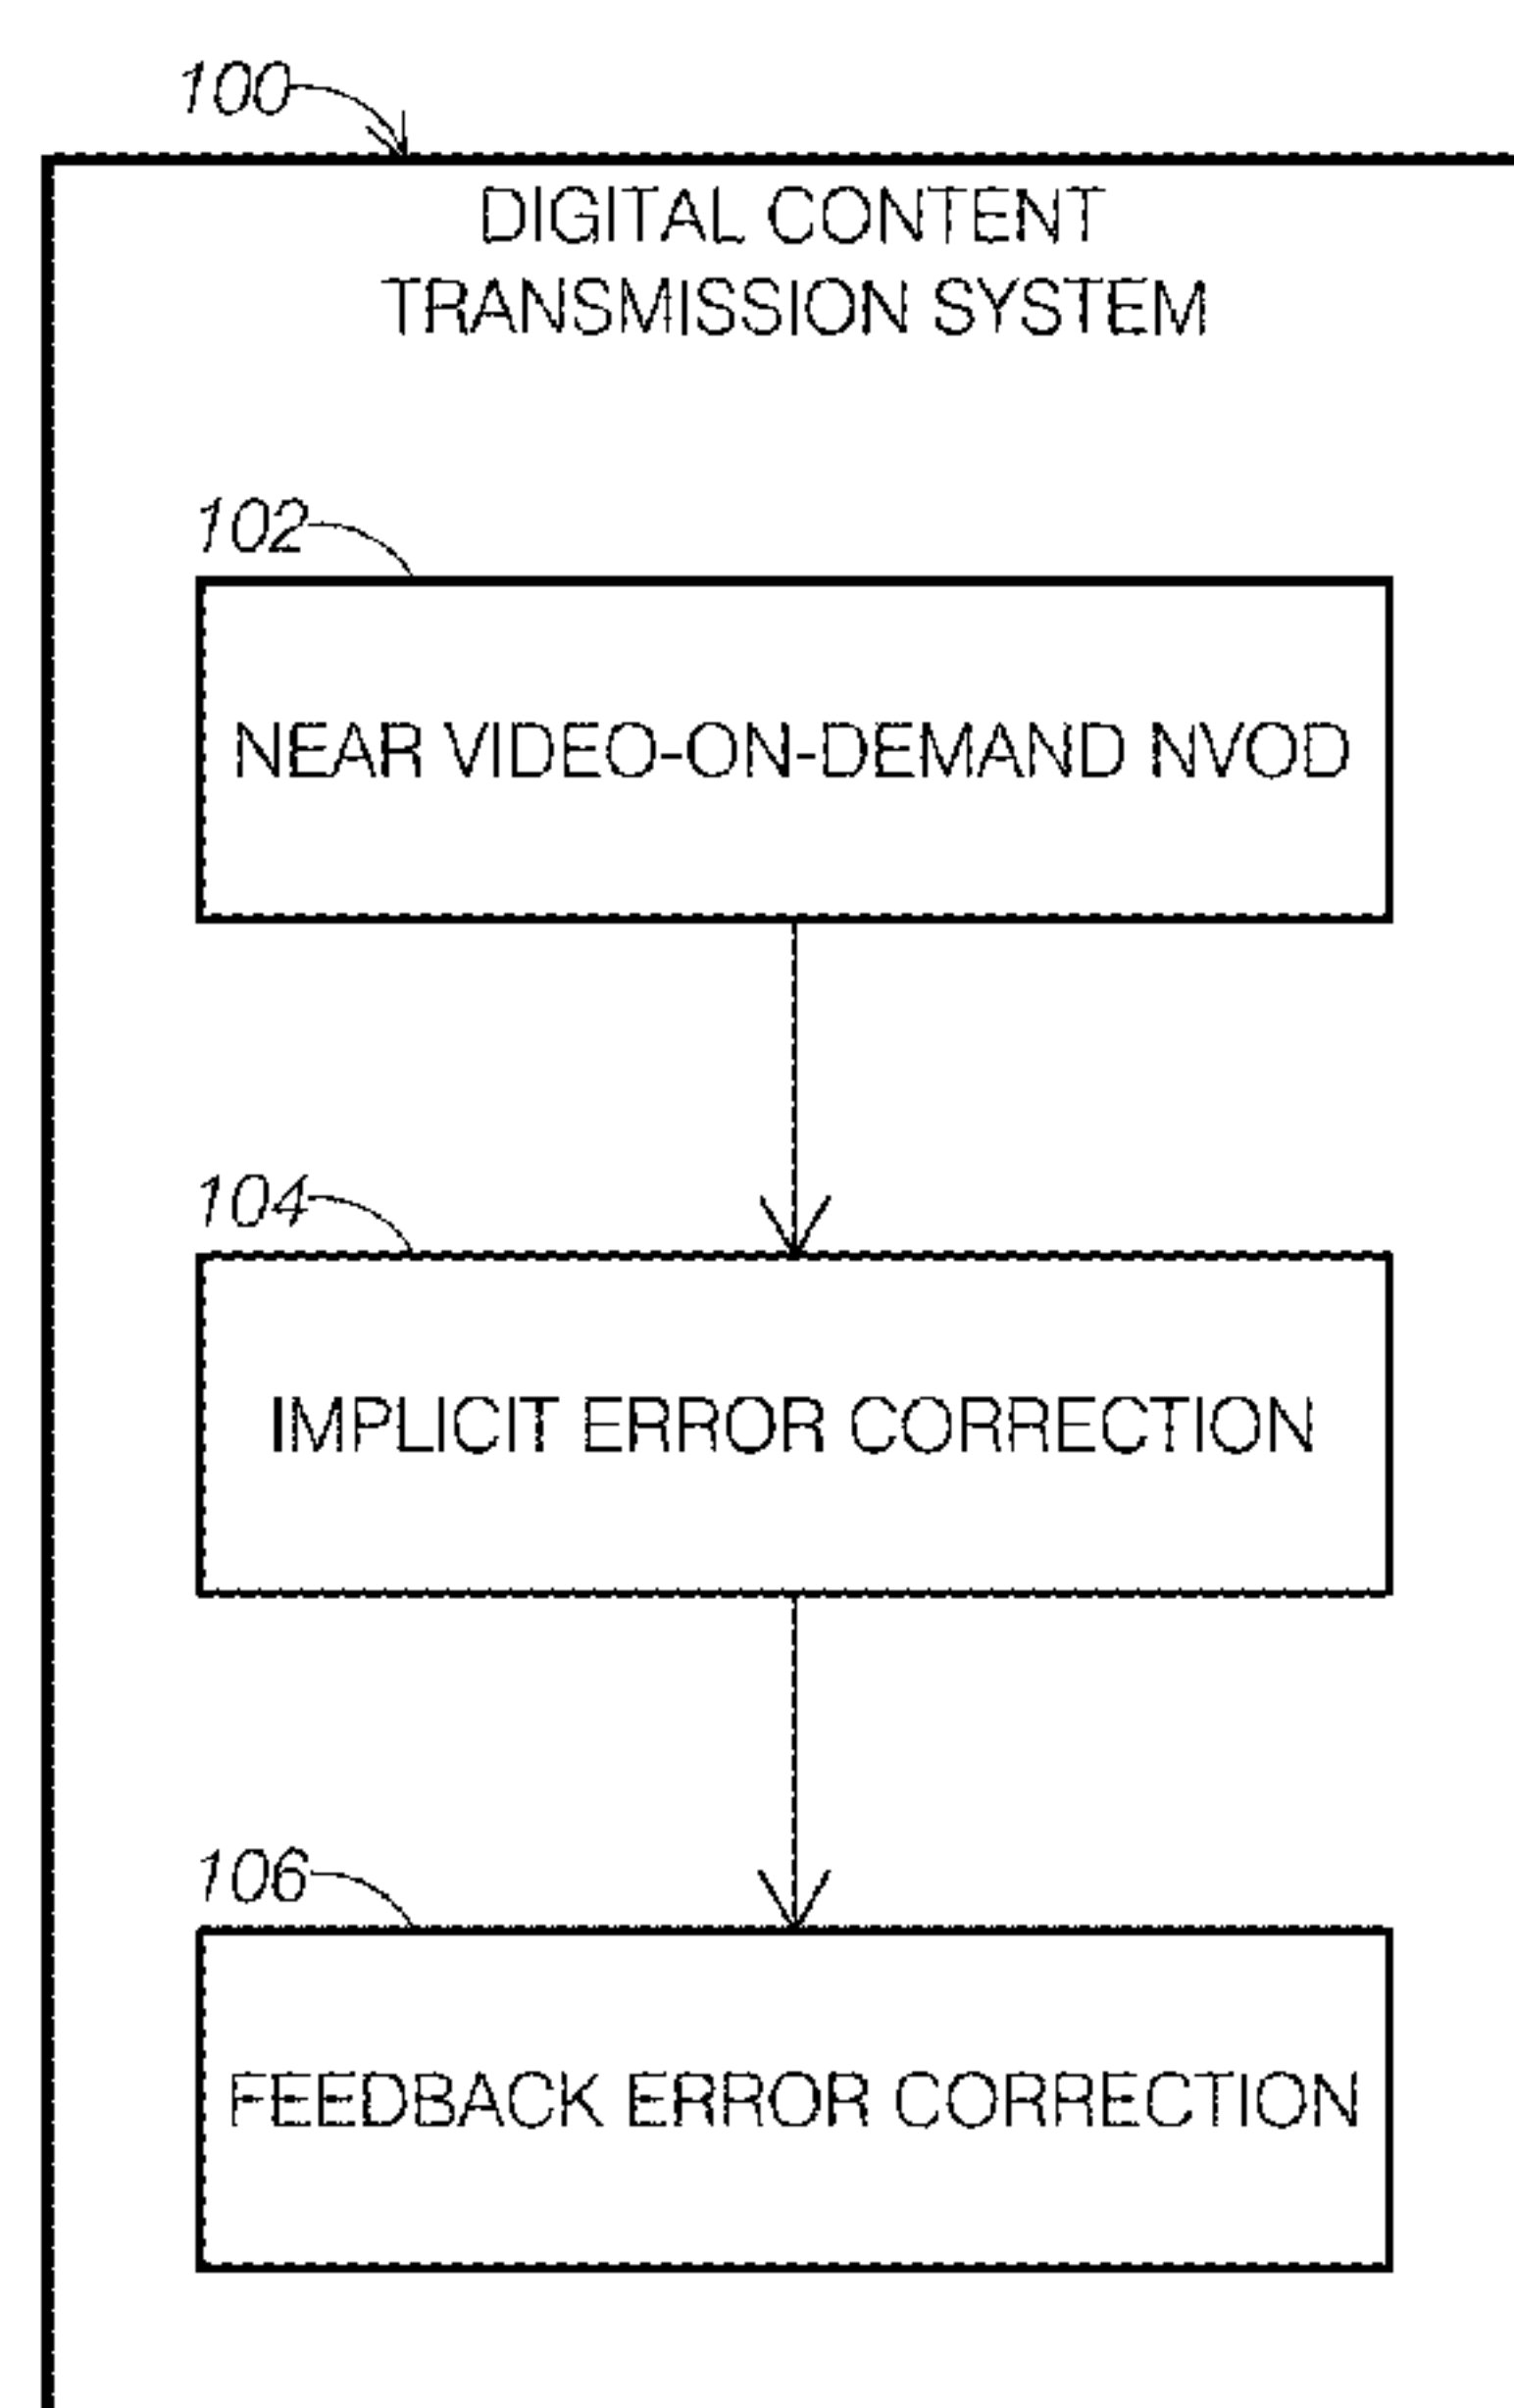 100
DIGITAL CONTENT
TRANSMISSION SYSTEM
102
NEAR VIDEO-ON-DEMAND NVOD
104
IMPLICIT ERROR CORRECTION
106
FEEDBACK ERROR CORRECTION